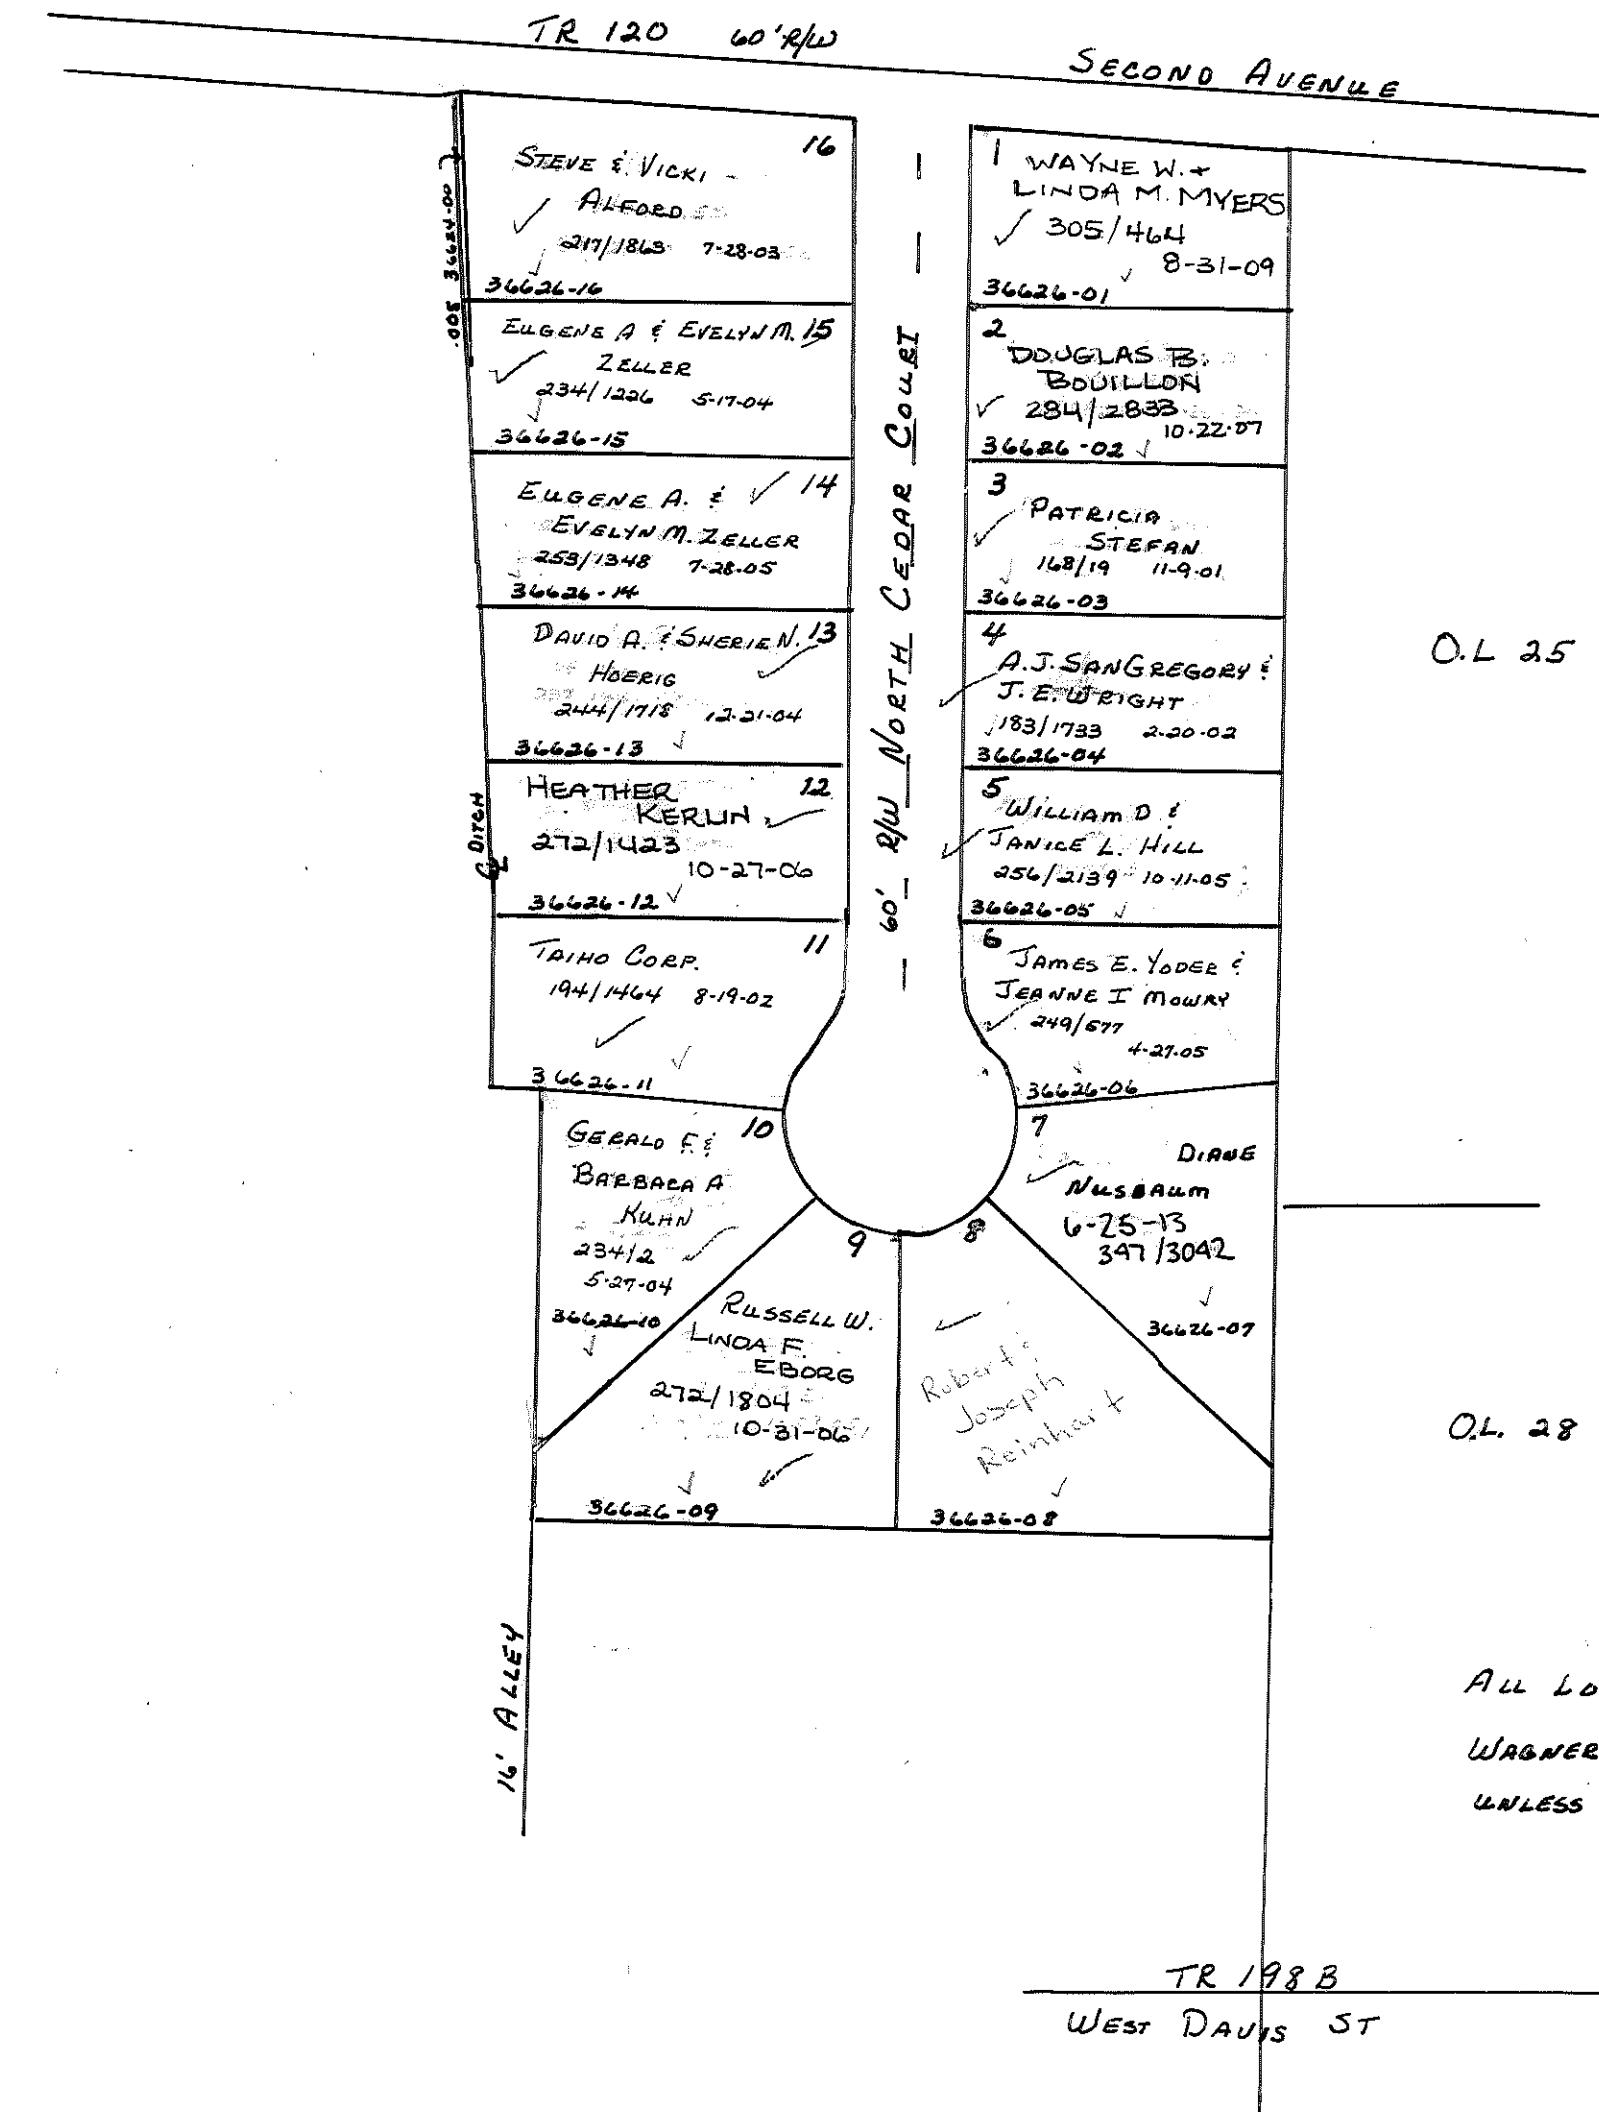 TR 120 60' R/W
SECOND AVENUE
16
STEVE & VICKI
ALFORD
217/1863 7-28-03
36626-16
.005 36624-00
EUGENE A & EVELYN M. 15
ZELLER
234/1226 5-17-04
36626-15
EUGENE A. & 14
EVELYN M. ZELLER
253/1348 7-28-05
36626-14
DAVID A. & SHERIE N. 13
HOERIG
244/1718 12-21-04
36626-13
HEATHER 12
KERLIN
272/1423
10-27-06
36626-12
℄ DITCH
11
TAIHO CORP.
194/1464 8-19-02
36626-11
GERALD F. & 10
BARBARA A
KUHN
234/2
5-27-04
36626-10
60' R/W NORTH CEDAR COURT
1 WAYNE W. +
LINDA M. MYERS
305/464
8-31-09
36626-01
2
DOUGLAS B.
BOUILLON
284/2833
10-22-07
36626-02
3
PATRICIA
STEFAN
168/19 11-9-01
36626-03
4
A.J. SANGREGORY &
J.E. WRIGHT
183/1733 2-20-02
36626-04
5
WILLIAM D &
JANICE L. HILL
256/2139 10-11-05
36626-05
6
JAMES E. YODER &
JEANNE I MOWRY
249/577
4-27-05
36626-06
7
DIANE
NUSBAUM
6-25-13
397/3042
36626-07
9
RUSSELL W.
LINDA F.
EBORG
272/1804
10-31-06
36626-09
8
Robert &
Joseph
Reinhart
36626-08
O.L 25
O.L. 28
16' ALLEY
ALL LO
WAGNER
UNLESS
TR 198 B
WEST DAVIS ST